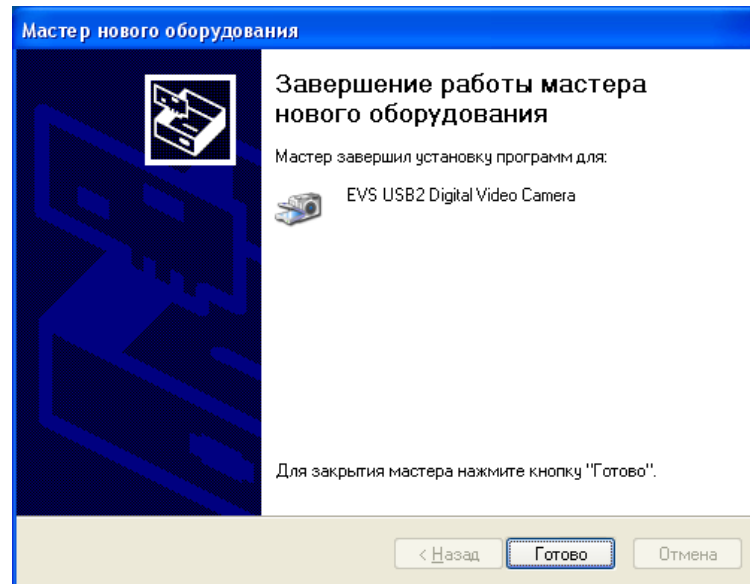 Мастер нового оборудования
Завершение работы мастера
нового оборудования
Мастер завершил установку программ для:
EVS USB2 Digital Video Camera
Для закрытия мастера нажмите кнопку "Готово".
< Назад Готово Отмена